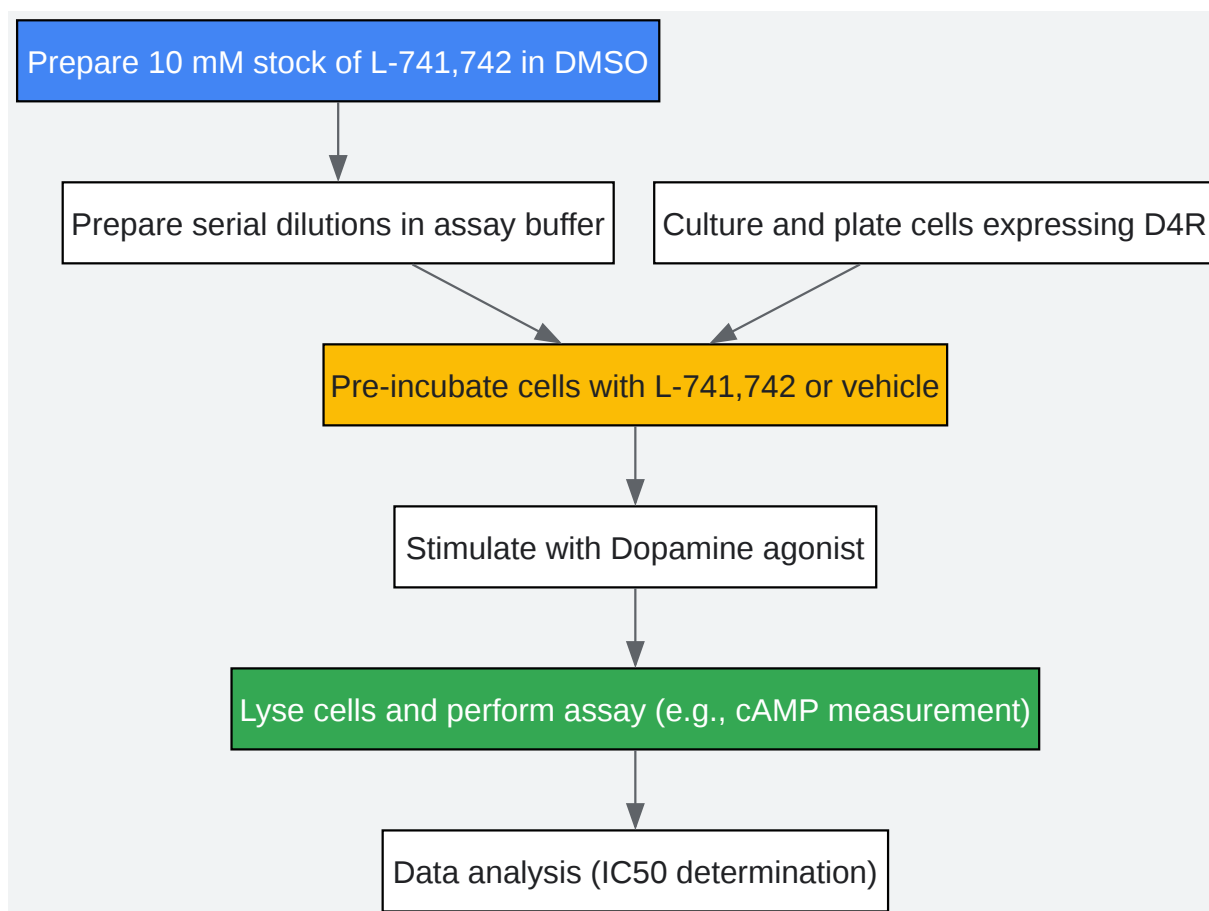 Prepare 10 mM stock of L-741,742 in DMSO
Prepare serial dilutions in assay buffer
Culture and plate cells expressing D4R
Pre-incubate cells with L-741,742 or vehicle
Stimulate with Dopamine agonist
Lyse cells and perform assay (e.g., cAMP measurement)
Data analysis (IC50 determination)